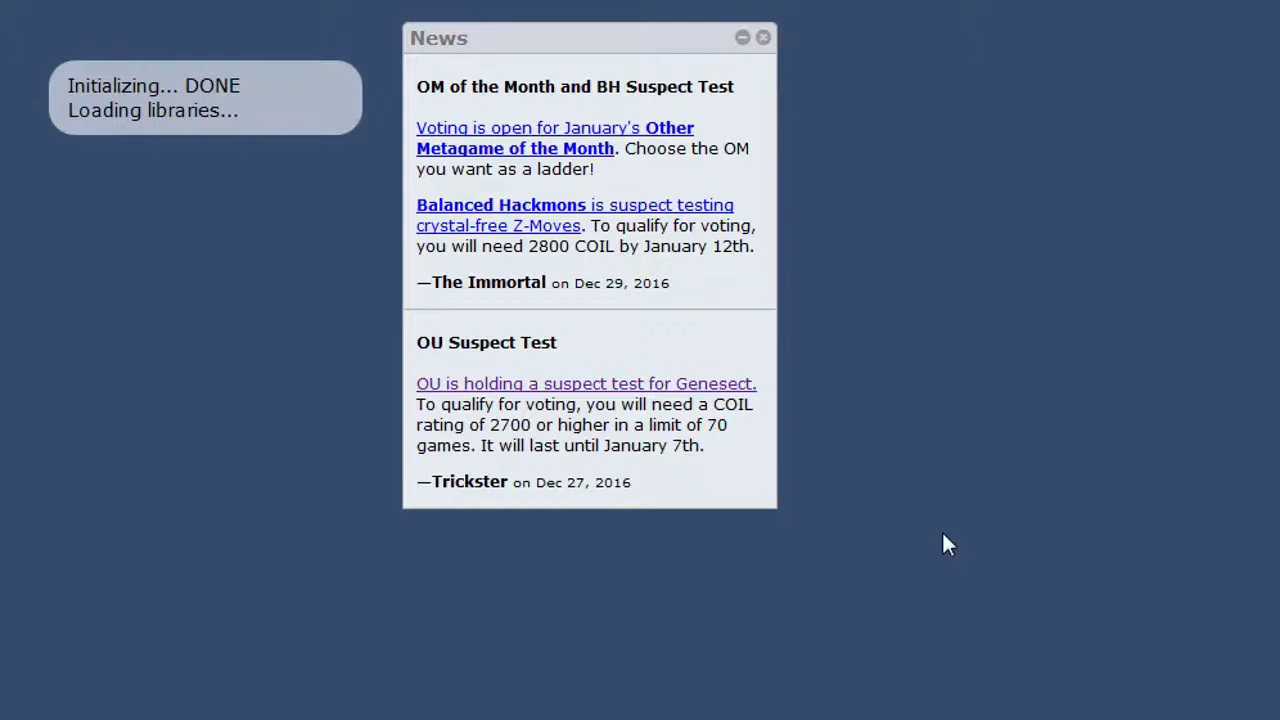 News
Initializing... DONE
Loading libraries...
OM of the Month and BH Suspect Test
Voting is open for January's Other
Metagame of the Month. Choose the OM
you want as a ladder!
Balanced Hackmons is suspect testing
crystal-free Z-Moves. To qualify for voting,
you will need 2800 COIL by January 12th.
—The Immortal on Dec 29, 2016
OU Suspect Test
OU is holding a suspect test for Genesect.
To qualify for voting, you will need a COIL
rating of 2700 or higher in a limit of 70
games. It will last until January 7th.
—Trickster on Dec 27, 2016